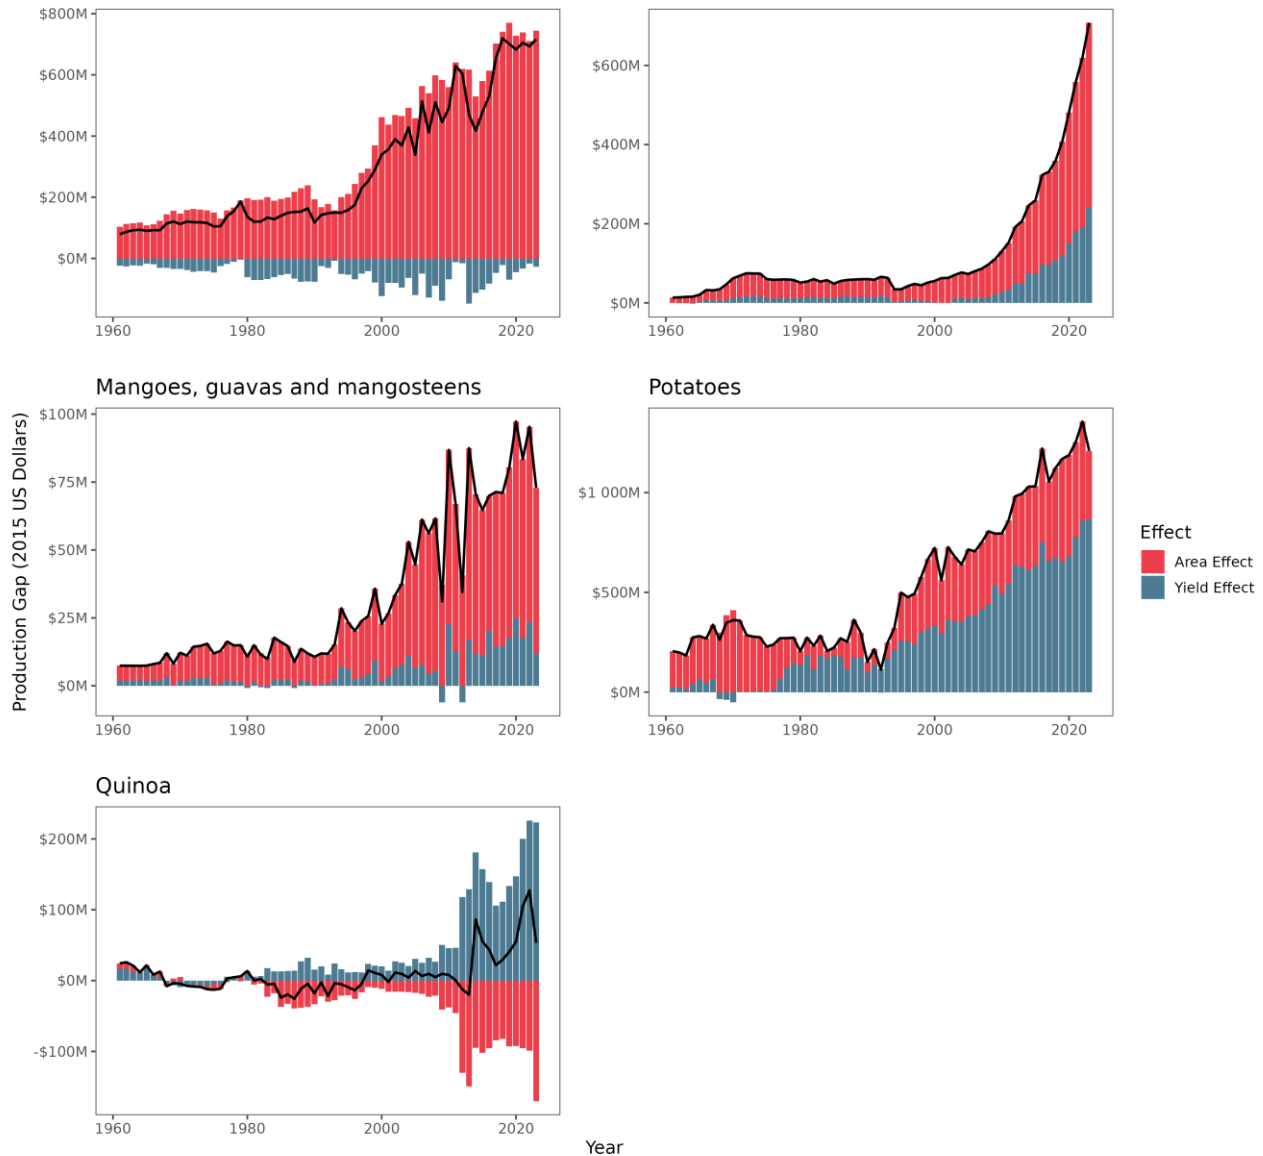 $800M
$600M
$400M
$200M
$0M
1960 1980 2000 2020
$600M
$400M
$200M
$0M
1960 1980 2000 2020
Production Gap (2015 US Dollars)
Mangoes, guavas and mangosteens
$100M
$75M
$50M
$25M
$0M
1960 1980 2000 2020
Potatoes
$1 000M
$500M
$0M
1960 1980 2000 2020
Quinoa
$200M
$100M
$0M
-$100M
1960 1980 2000 2020
Year
Effect
Area Effect
Yield Effect